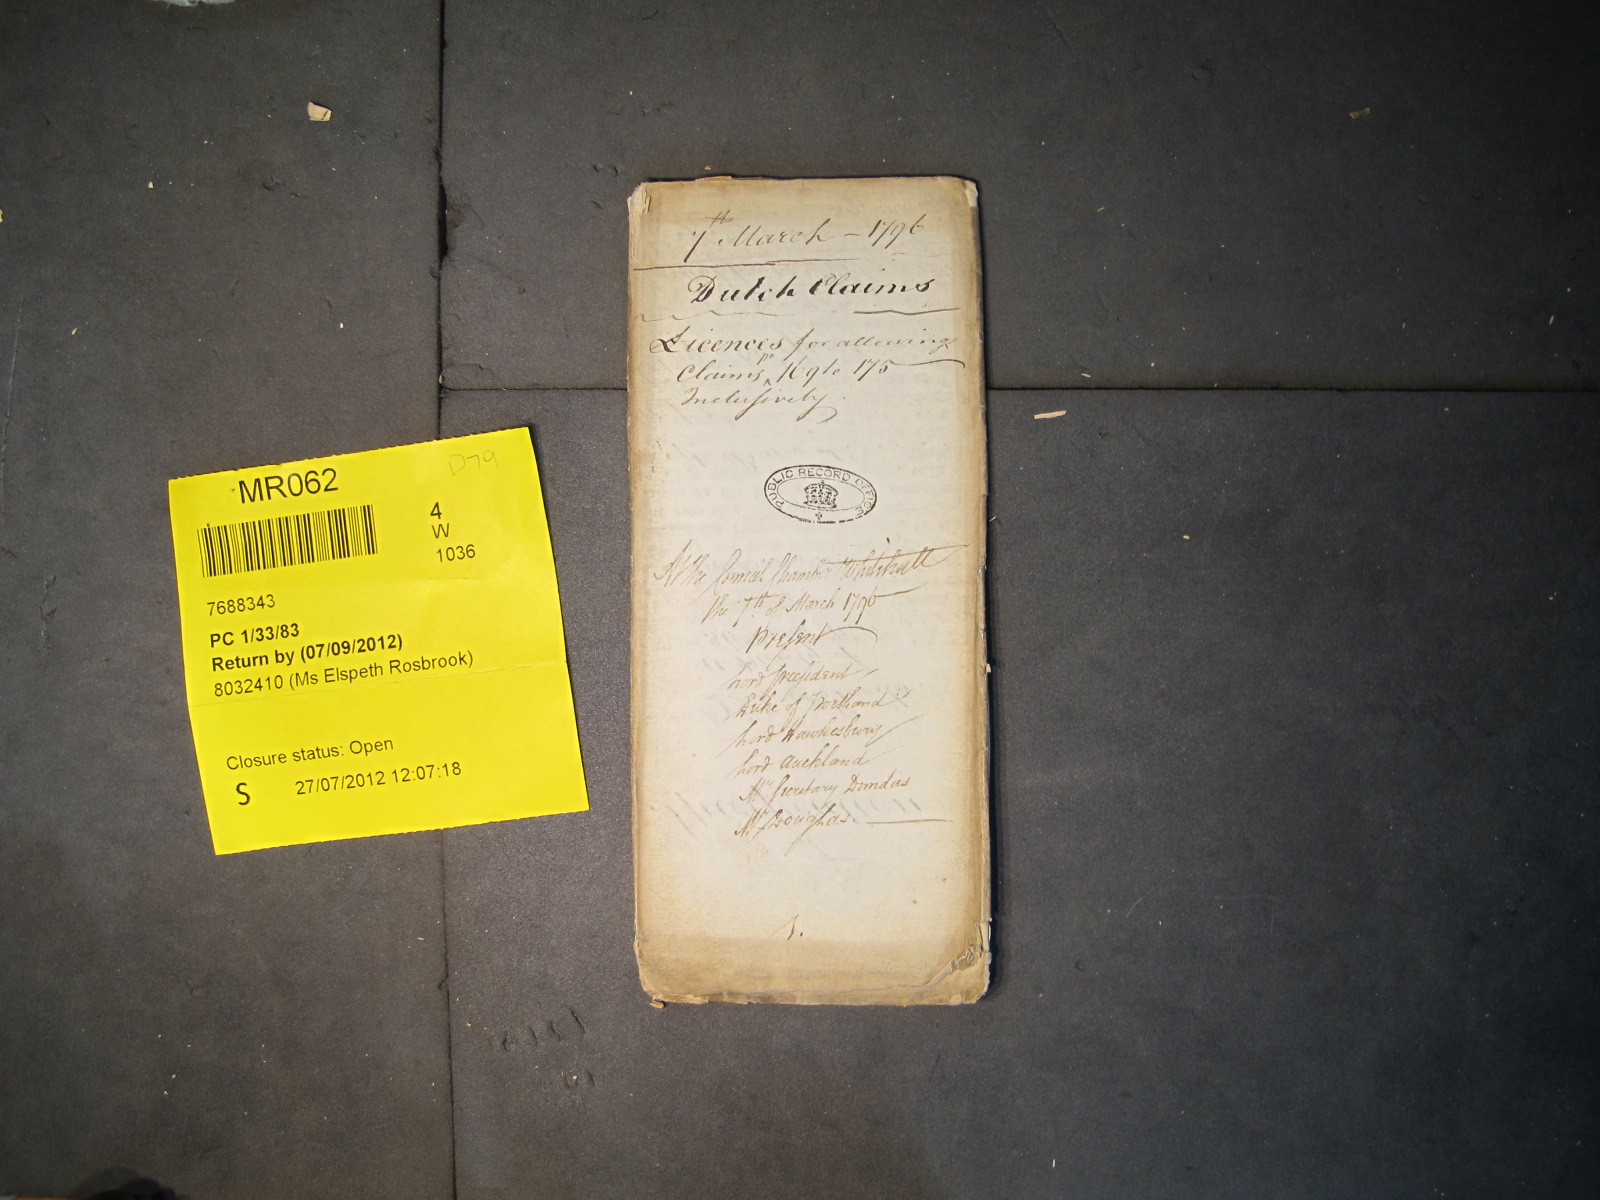 7th March - 1796
Dutch Claims
Licences for allowing
Claims no 169 to 175
Inclusively.
PUBLIC RECORD OFFICE
At the Council Chamber Whitehall
the 7th of March 1796
Present
Lord President
Duke of Portland
Lord Hawkesbury
Lord Auckland
Mr Secretary Dundas
Mr Douglas.
1.
D79
MR062
4
W
1036
7688343
PC 1/33/83
Return by (07/09/2012)
8032410 (Ms Elspeth Rosbrook)
Closure status: Open
S 27/07/2012 12:07:18